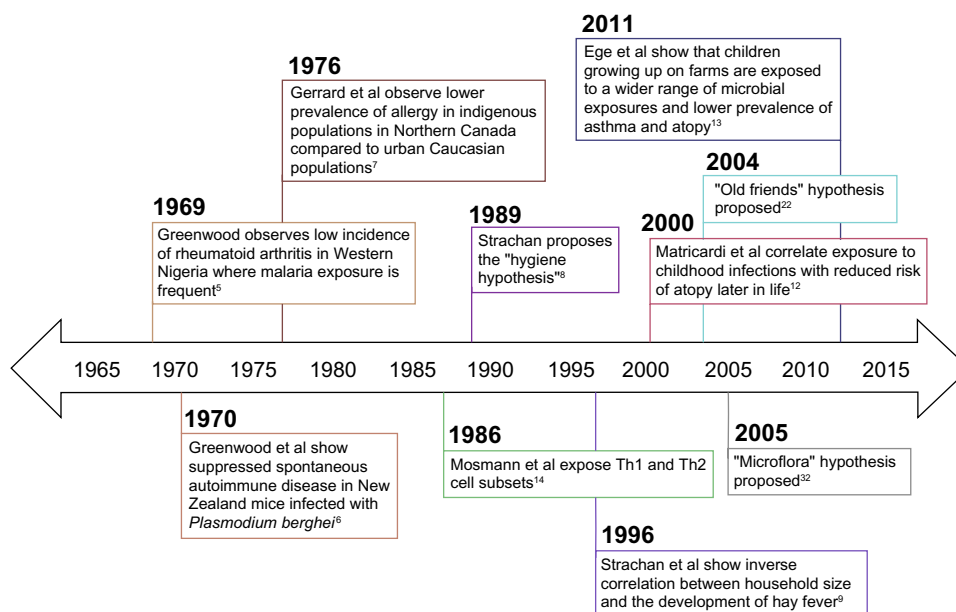 2011
Ege et al show that children
growing up on farms are exposed
to a wider range of microbial
exposures and lower prevalence of
asthma and atopy¹³
1976
Gerrard et al observe lower
prevalence of allergy in indigenous
populations in Northern Canada
compared to urban Caucasian
populations⁷
2004
"Old friends" hypothesis
proposed²²
1969
Greenwood observes low incidence
of rheumatoid arthritis in Western
Nigeria where malaria exposure is
frequent⁵
1989
Strachan proposes
the "hygiene
hypothesis"⁸
2000
Matricardi et al correlate exposure to
childhood infections with reduced risk
of atopy later in life¹²
1965 1970 1975 1980 1985 1990 1995 2000 2005 2010 2015
1970
Greenwood et al show
suppressed spontaneous
autoimmune disease in New
Zealand mice infected with
Plasmodium berghei⁶
1986
Mosmann et al expose Th1 and Th2
cell subsets¹⁴
2005
"Microflora" hypothesis
proposed³²
1996
Strachan et al show inverse
correlation between household size
and the development of hay fever⁹